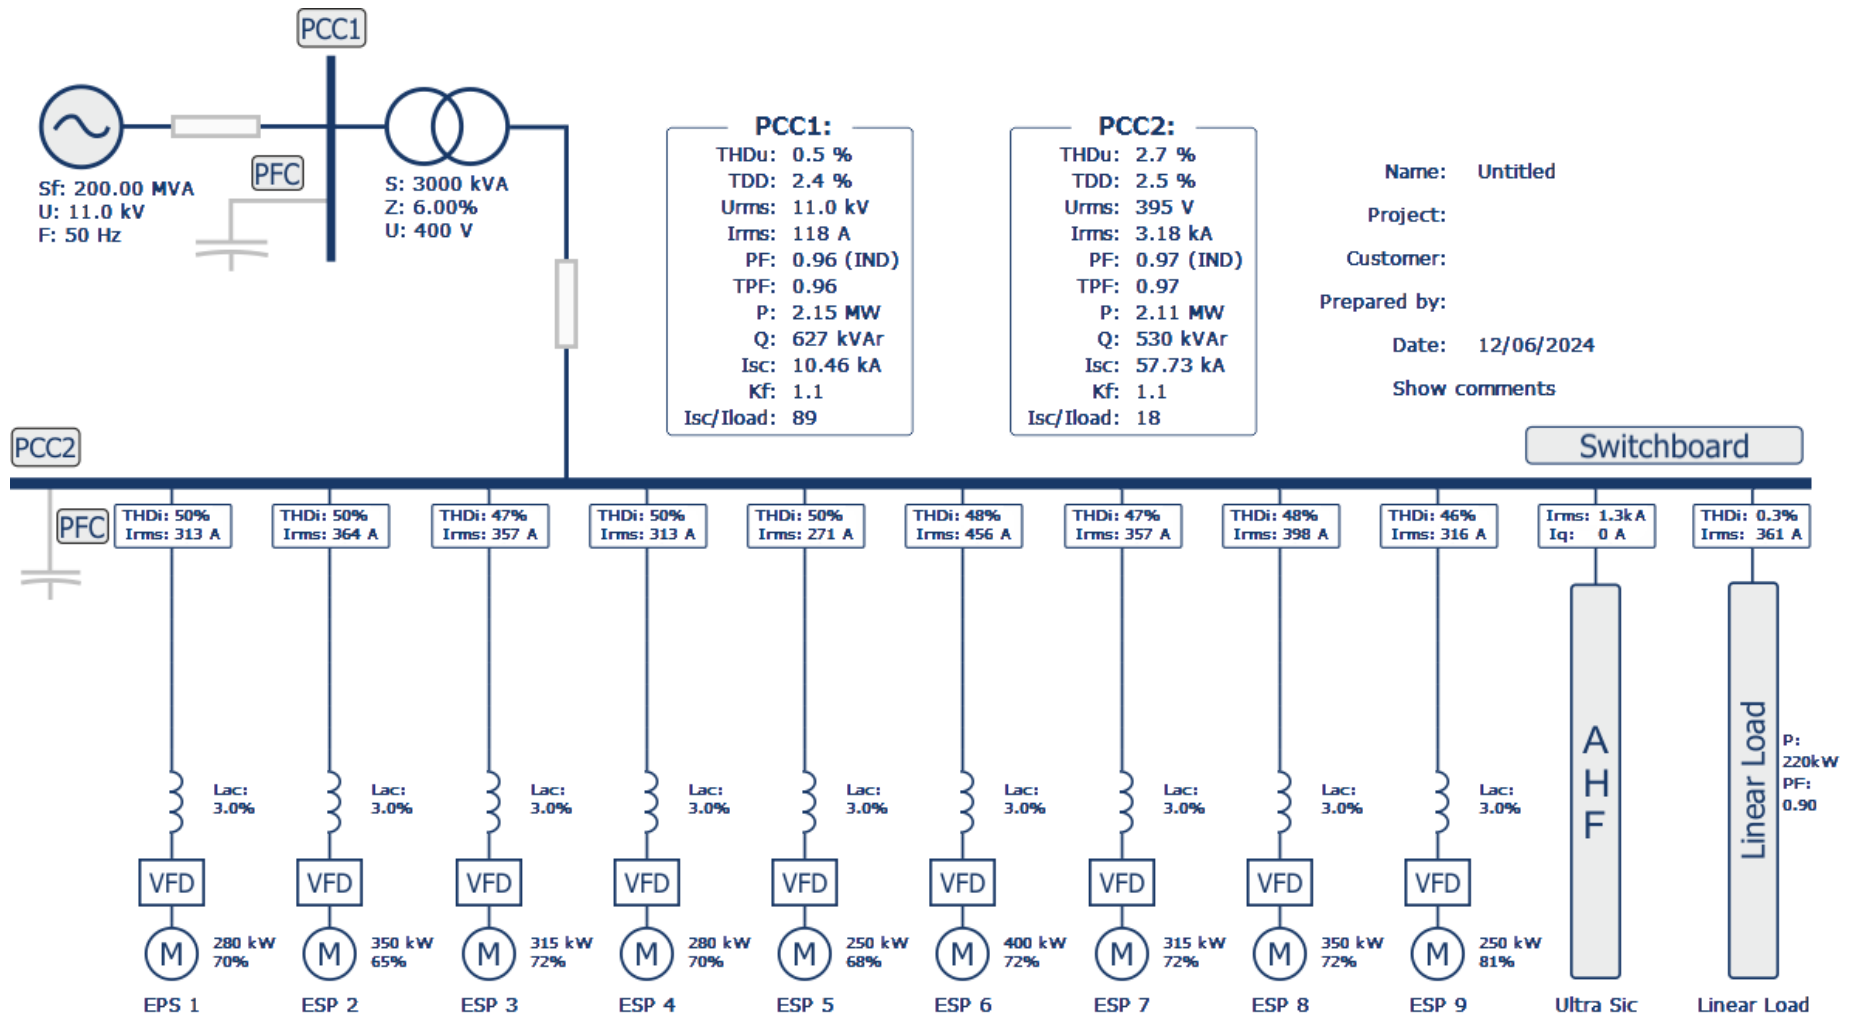 PCC1
PFC
Sf: 200.00 MVA
U: 11.0 kV
F: 50 Hz
S: 3000 kVA
Z: 6.00%
U: 400 V
PCC1:
THDu: 0.5 %
TDD: 2.4 %
Urms: 11.0 kV
Irms: 118 A
PF: 0.96 (IND)
TPF: 0.96
P: 2.15 MW
Q: 627 kVAr
Isc: 10.46 kA
Kf: 1.1
Isc/Iload: 89
PCC2:
THDu: 2.7 %
TDD: 2.5 %
Urms: 395 V
Irms: 3.18 kA
PF: 0.97 (IND)
TPF: 0.97
P: 2.11 MW
Q: 530 kVAr
Isc: 57.73 kA
Kf: 1.1
Isc/Iload: 18
Name: Untitled
Project:
Customer:
Prepared by:
Date: 12/06/2024
Show comments
PCC2
Switchboard
PFC
THDi: 50%
Irms: 313 A
THDi: 50%
Irms: 364 A
THDi: 47%
Irms: 357 A
THDi: 50%
Irms: 313 A
THDi: 50%
Irms: 271 A
THDi: 48%
Irms: 456 A
THDi: 47%
Irms: 357 A
THDi: 48%
Irms: 398 A
THDi: 46%
Irms: 316 A
Irms: 1.3kA
Iq: 0 A
THDi: 0.3%
Irms: 361 A
Lac:
3.0%
Lac:
3.0%
Lac:
3.0%
Lac:
3.0%
Lac:
3.0%
Lac:
3.0%
Lac:
3.0%
Lac:
3.0%
Lac:
3.0%
A
H
F
Linear Load
P:
220kW
PF:
0.90
VFD
VFD
VFD
VFD
VFD
VFD
VFD
VFD
VFD
M
280 kW
70%
M
350 kW
65%
M
315 kW
72%
M
280 kW
70%
M
250 kW
68%
M
400 kW
72%
M
315 kW
72%
M
350 kW
72%
M
250 kW
81%
EPS 1
ESP 2
ESP 3
ESP 4
ESP 5
ESP 6
ESP 7
ESP 8
ESP 9
Ultra Sic
Linear Load